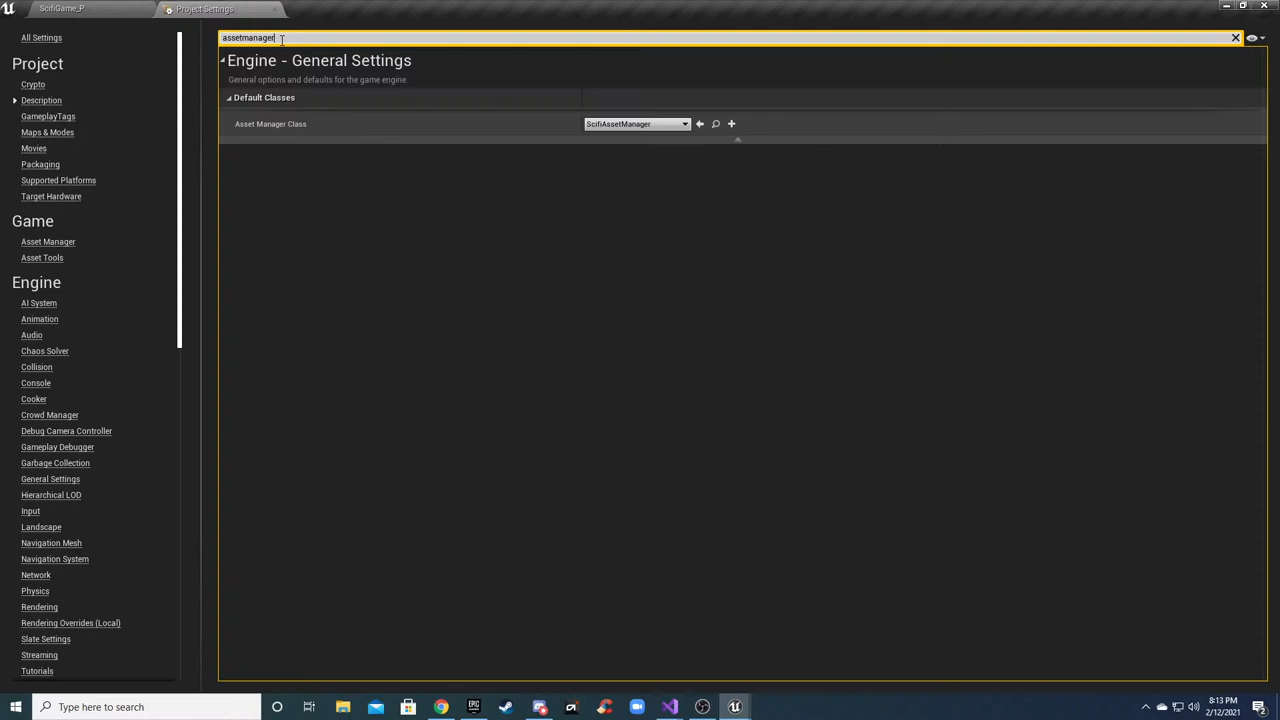 ScifiGame_P
Project Settings
assetmanager
All Settings
Project
Crypto
Description
GameplayTags
Maps & Modes
Movies
Packaging
Supported Platforms
Target Hardware
Game
Asset Manager
Asset Tools
Engine
AI System
Animation
Audio
Chaos Solver
Collision
Console
Cooker
Crowd Manager
Debug Camera Controller
Gameplay Debugger
Garbage Collection
General Settings
Hierarchical LOD
Input
Landscape
Navigation Mesh
Navigation System
Network
Physics
Rendering
Rendering Overrides (Local)
Slate Settings
Streaming
Tutorials
Engine - General Settings
General options and defaults for the game engine.
Default Classes
Asset Manager Class
ScifiAssetManager
Type here to search
EPIC
8:13 PM
2/12/2021
2